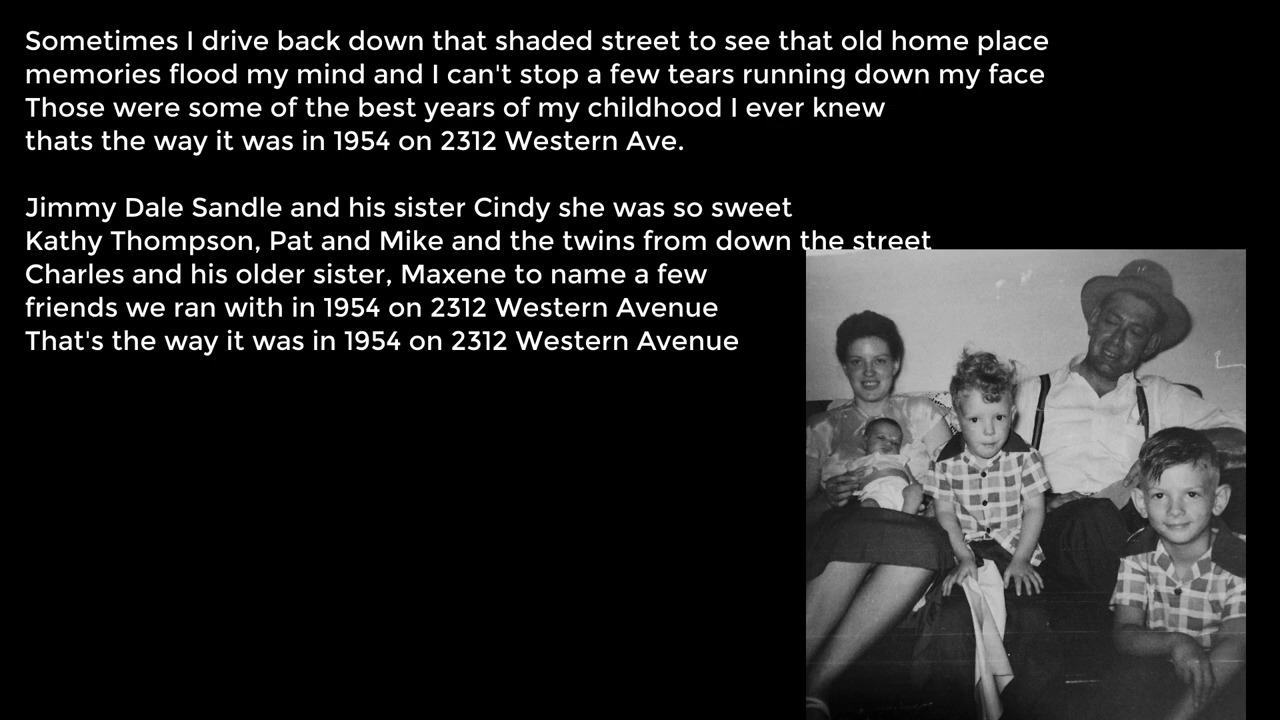 Sometimes I drive back down that shaded street to see that old home place
memories flood my mind and I can't stop a few tears running down my face
Those were some of the best years of my childhood I ever knew
thats the way it was in 1954 on 2312 Western Ave.
Jimmy Dale Sandle and his sister Cindy she was so sweet
Kathy Thompson, Pat and Mike and the twins from down the street
Charles and his older sister, Maxene to name a few
friends we ran with in 1954 on 2312 Western Avenue
That's the way it was in 1954 on 2312 Western Avenue